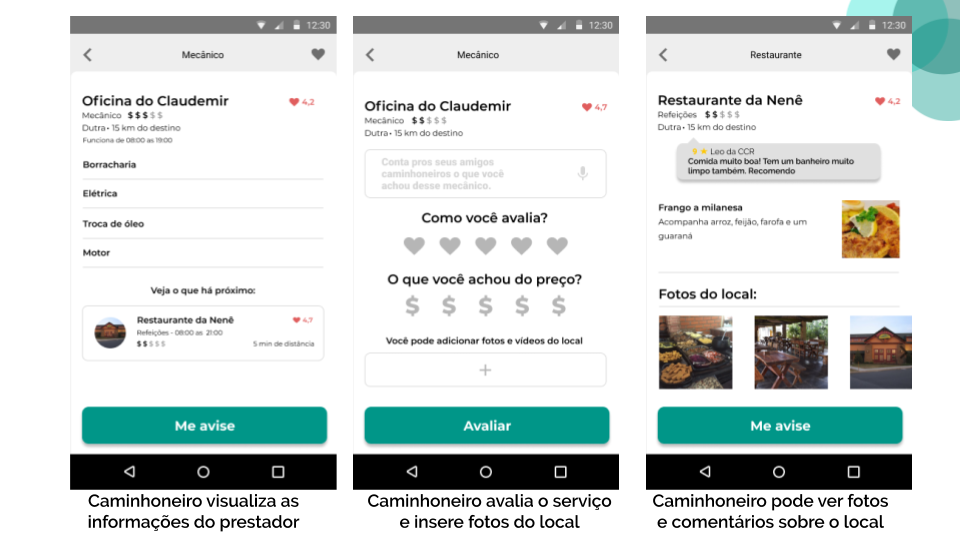 12:30
Mecânico
Oficina do Claudemir
4,2
Mecânico $ $ $ $ $
Dutra • 15 km do destino
Funciona de 08:00 as 19:00
Borracharia
Elétrica
Troca de óleo
Motor
Veja o que há próximo:
Restaurante da Nenê
4,7
Refeições - 08:00 as 21:00
$ $ $ $ $
5 min de distância
Me avise
Caminhoneiro visualiza as
informações do prestador
12:30
Mecânico
Oficina do Claudemir
4,7
Mecânico $ $ $ $ $
Dutra • 15 km do destino
Conta pros seus amigos
caminhoneiros o que você
achou desse mecânico.
Como você avalia?
O que você achou do preço?
$ $ $ $ $
Você pode adicionar fotos e vídeos do local
+
Avaliar
Caminhoneiro avalia o serviço
e insere fotos do local
12:30
Restaurante
Restaurante da Nenê
4,2
Refeições $ $ $ $ $
Dutra • 15 km do destino
Leo da CCR
Comida muito boa! Tem um banheiro muito
limpo também. Recomendo
Frango a milanesa
Acompanha arroz, feijão, farofa e um
guaraná
Fotos do local:
Me avise
Caminhoneiro pode ver fotos
e comentários sobre o local